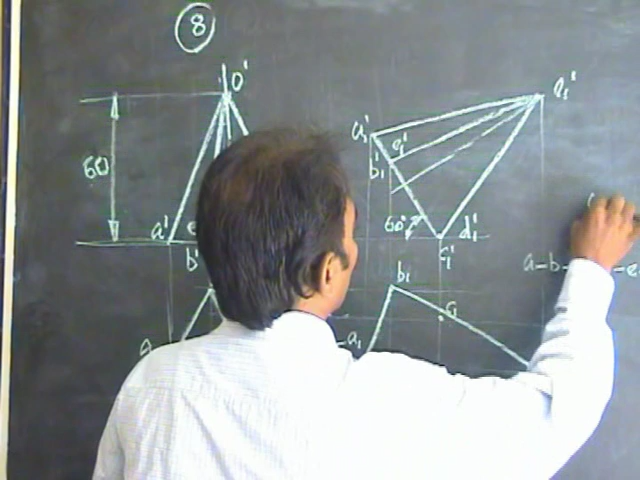 8
O'
60
a'
b'
a
a₁'
e₁'
b₁'
o₁'
60°
d₁'
c₁'
b₁
c₁
a₁
a-b-
-e